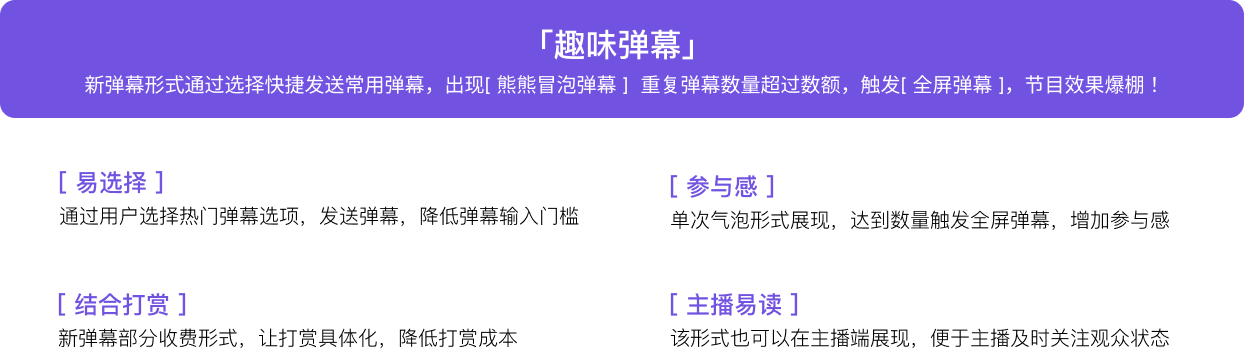 「趣味弹幕」
新弹幕形式通过选择快捷发送常用弹幕，出现[ 熊熊冒泡弹幕 ] 重复弹幕数量超过数额，触发[ 全屏弹幕 ]，节目效果爆棚！
[ 易选择 ]
通过用户选择热门弹幕选项，发送弹幕，降低弹幕输入门槛
[ 参与感 ]
单次气泡形式展现，达到数量触发全屏弹幕，增加参与感
[ 结合打赏 ]
新弹幕部分收费形式，让打赏具体化，降低打赏成本
[ 主播易读 ]
该形式也可以在主播端展现，便于主播及时关注观众状态